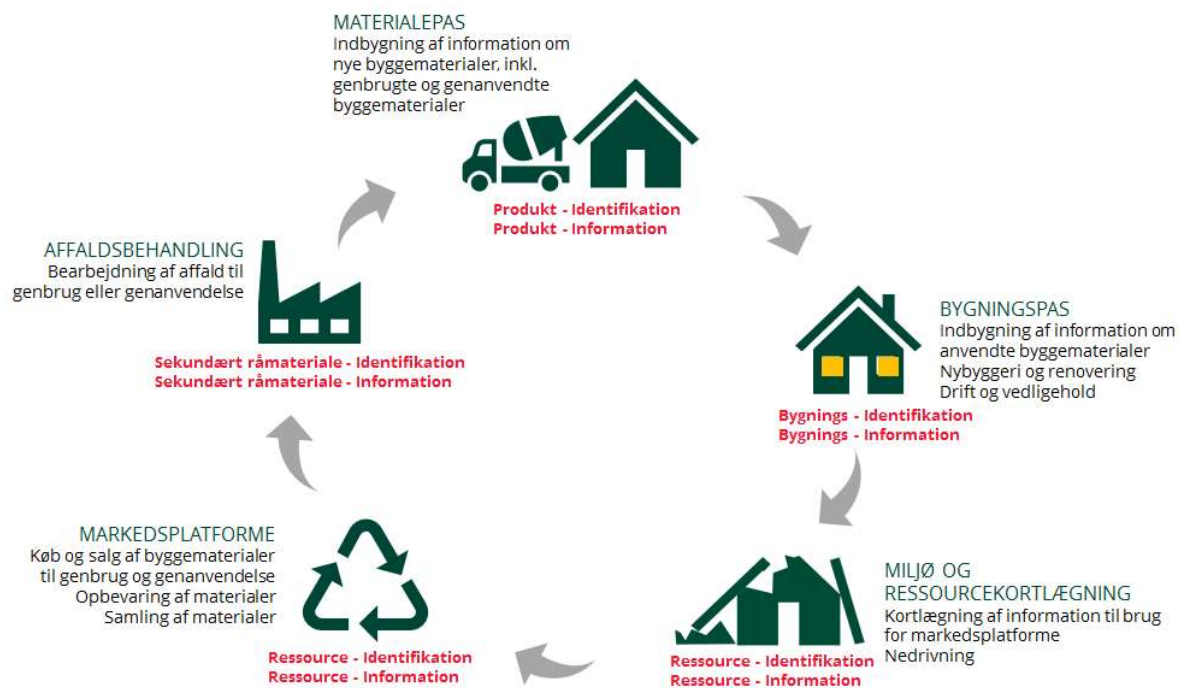 MATERIALEPAS
Indbygning af information om
nye byggematerialer, inkl.
genbrugte og genanvendte
byggematerialer
Produkt - Identifikation
Produkt - Information
BYGNINGSPAS
Indbygning af information om
anvendte byggematerialer
Nybyggeri og renovering
Drift og vedligehold
Bygnings - Identifikation
Bygnings - Information
MILJØ OG
RESSOURCEKORTLÆGNING
Kortlægning af information til brug
for markedsplatforme
Nedrivning
Ressource - Identifikation
Ressource - Information
MARKEDSPLATFORME
Køb og salg af byggematerialer
til genbrug og genanvendelse
Opbevaring af materialer
Samling af materialer
Ressource - Identifikation
Ressource - Information
AFFALDSBEHANDLING
Bearbejdning af affald til
genbrug eller genanvendelse
Sekundært råmateriale - Identifikation
Sekundært råmateriale - Information